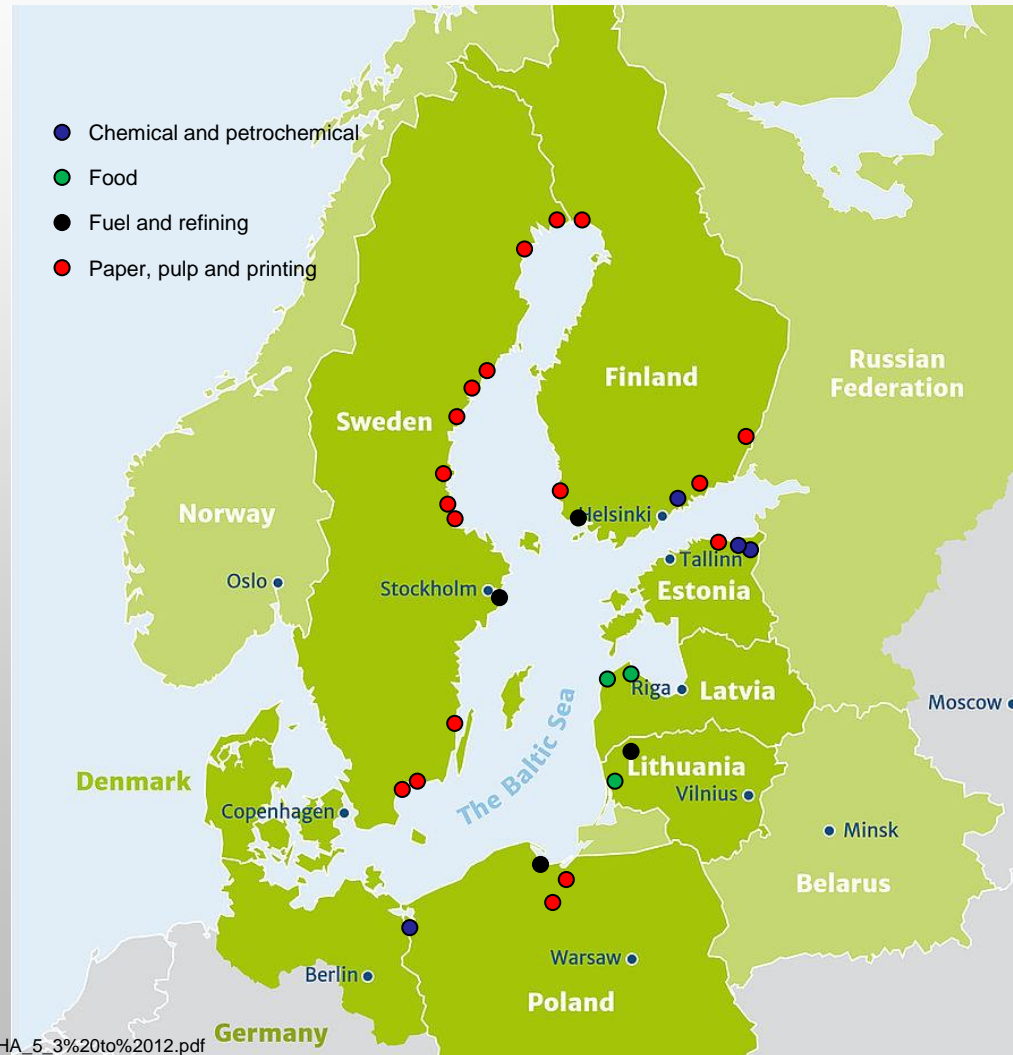 Chemical and petrochemical
Food
Fuel and refining
Paper, pulp and printing
Finland
Russian
Federation
Sweden
Norway
Helsinki
Tallinn
Oslo
Stockholm
Estonia
Riga
Latvia
Moscow
The Baltic Sea
Denmark
Lithuania
Vilnius
Copenhagen
Minsk
Belarus
Warsaw
Berlin
Poland
Germany
HA_5_3%20to%2012.pdf